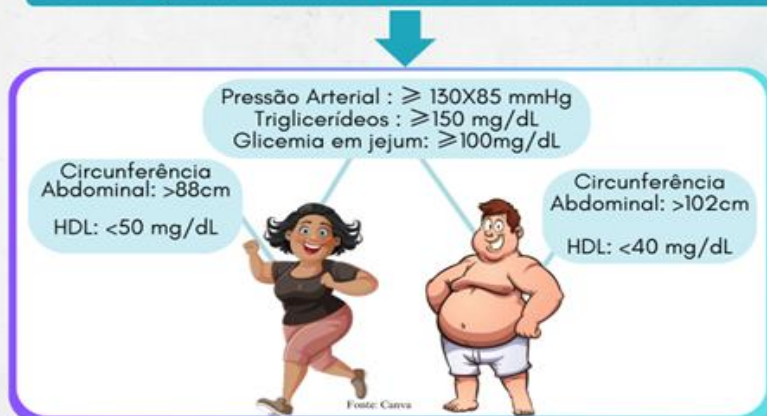 Pressão Arterial : ⩾ 130X85 mmHg
Triglicerídeos : ⩾150 mg/dL
Glicemia em jejum: ⩾100mg/dL
Circunferência
Abdominal: >88cm
HDL: <50 mg/dL
Circunferência
Abdominal: >102cm
HDL: <40 mg/dL
Fonte: Canva